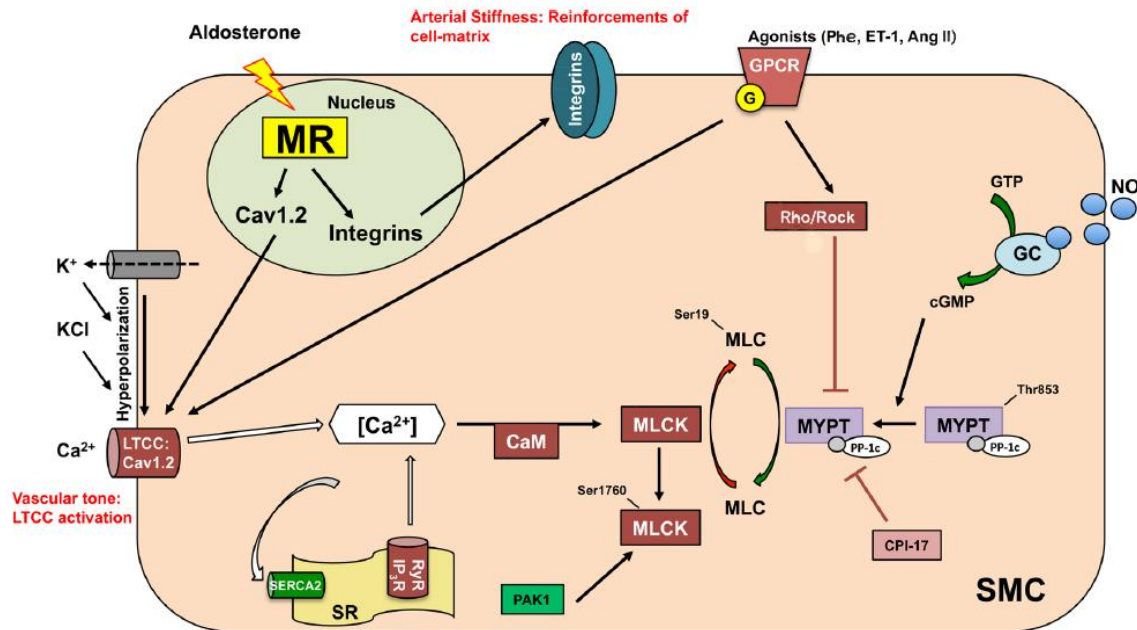 Arterial Stiffness: Reinforcements of
cell-matrix
Aldosterone
Agonists (Phe, ET-1, Ang II)
GPCR
G
Integrins
Nucleus
MR
Cav1.2
Integrins
GTP
NO
Rho/Rock
GC
cGMP
K+
KCl
Hyperpolarization
Ser19
MLC
Thr853
Ca2+
LTCC:
Cav1.2
[Ca2+]
CaM
MLCK
MYPT
PP-1c
MYPT
PP-1c
Vascular tone:
LTCC activation
Ser1760
MLCK
MLC
CPI-17
SERCA2
SR
RyR
IP3R
PAK1
SMC